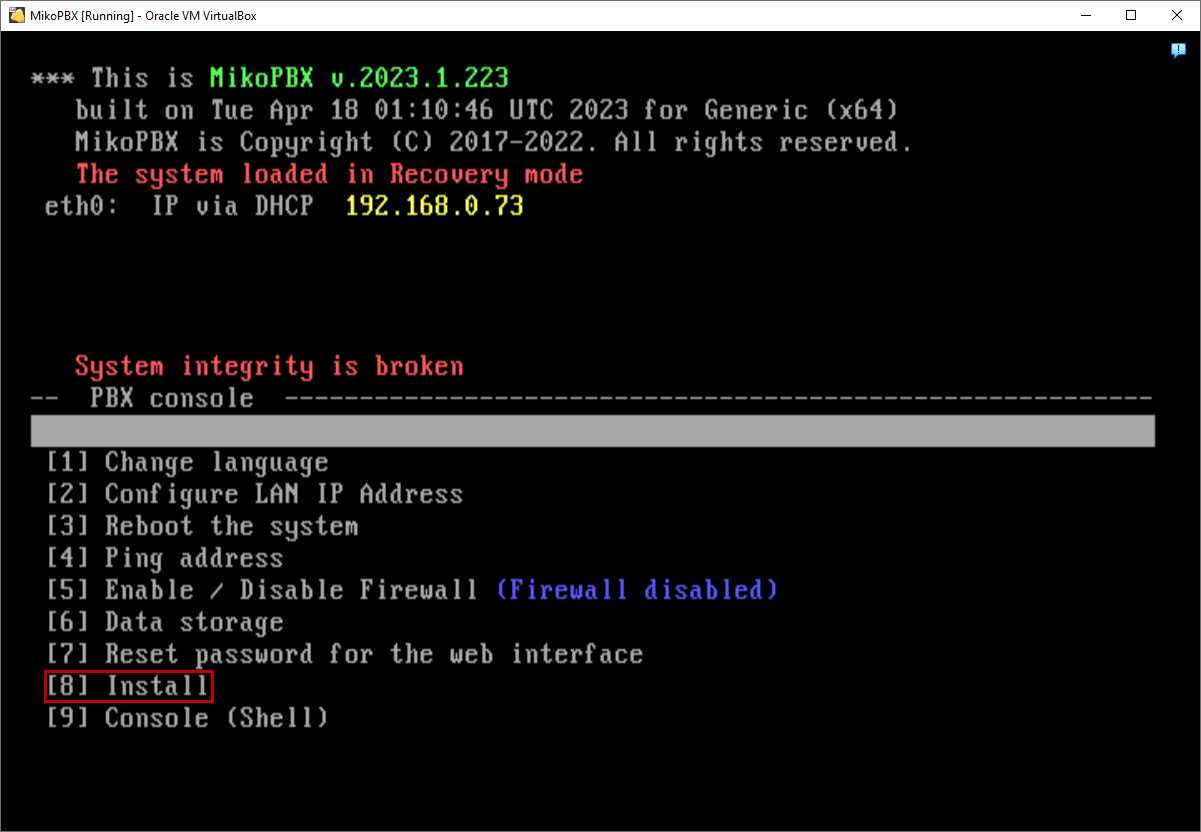 MikoPBX [Running] - Oracle VM VirtualBox
*** This is MikoPBX v.2023.1.223
built on Tue Apr 18 01:10:46 UTC 2023 for Generic (x64)
MikoPBX is Copyright (C) 2017-2022. All rights reserved.
The system loaded in Recovery mode
eth0: IP via DHCP 192.168.0.73
System integrity is broken
-- PBX console ----------------------------------------------------------
[1] Change language
[2] Configure LAN IP Address
[3] Reboot the system
[4] Ping address
[5] Enable / Disable Firewall (Firewall disabled)
[6] Data storage
[7] Reset password for the web interface
[8] Install
[9] Console (Shell)